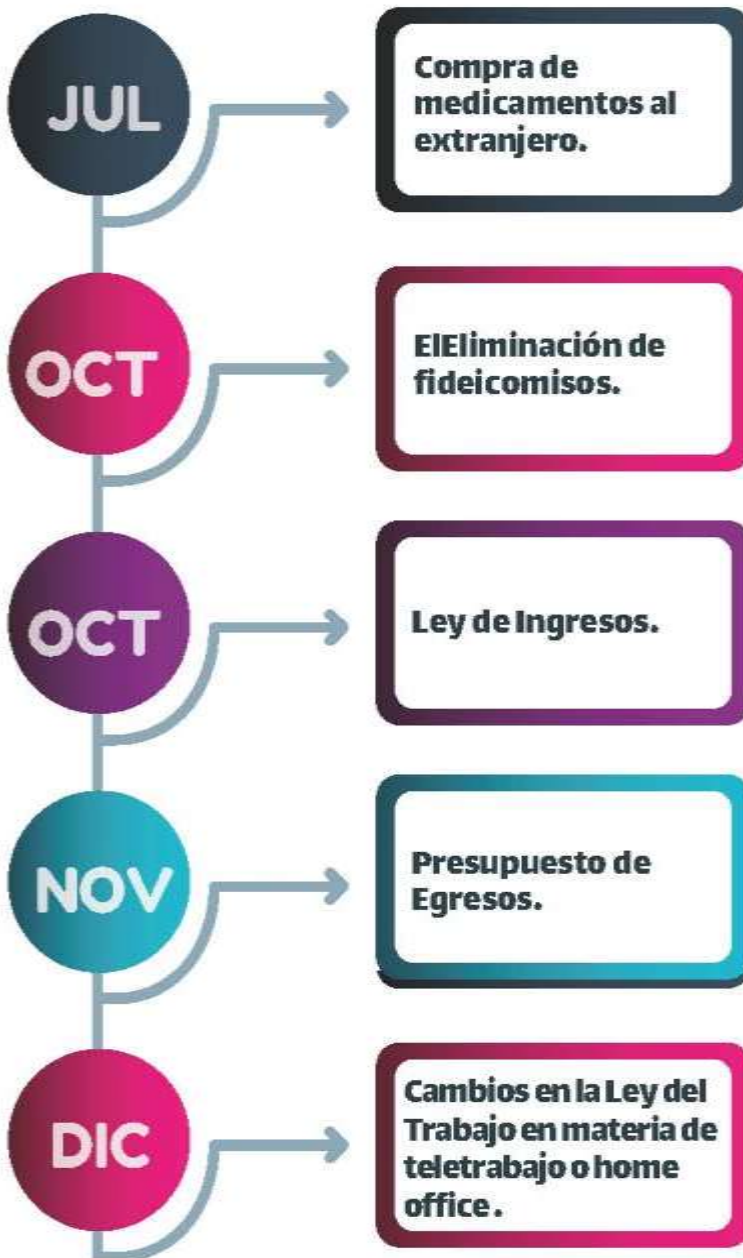 JUL
Compra de
medicamentos al
extranjero.
OCT
ElEliminación de
fideicomisos.
OCT
Ley de Ingresos.
NOV
Presupuesto de
Egresos.
DIC
Cambios en la Ley del
Trabajo en materia de
teletrabajo o home
office .